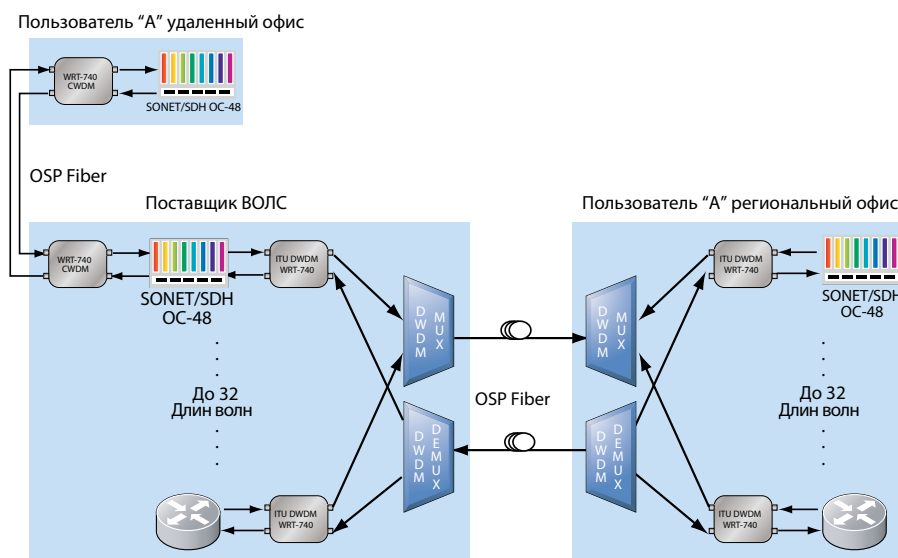 Пользователь “А” удаленный офис
WRT-740
CWDM
SONET/SDH OC-48
OSP Fiber
Поставщик ВОЛС
Пользователь “А” региональный офис
WRT-740
CWDM
SONET/SDH
OC-48
ITU DWDM
WRT-740
DWDM
MUX
DWDM
MUX
ITU DWDM
WRT-740
SONET/SDH
OC-48
До 32
Длин волн
OSP Fiber
До 32
Длин волн
DWDM
DEMUX
DWDM
DEMUX
ITU DWDM
WRT-740
ITU DWDM
WRT-740